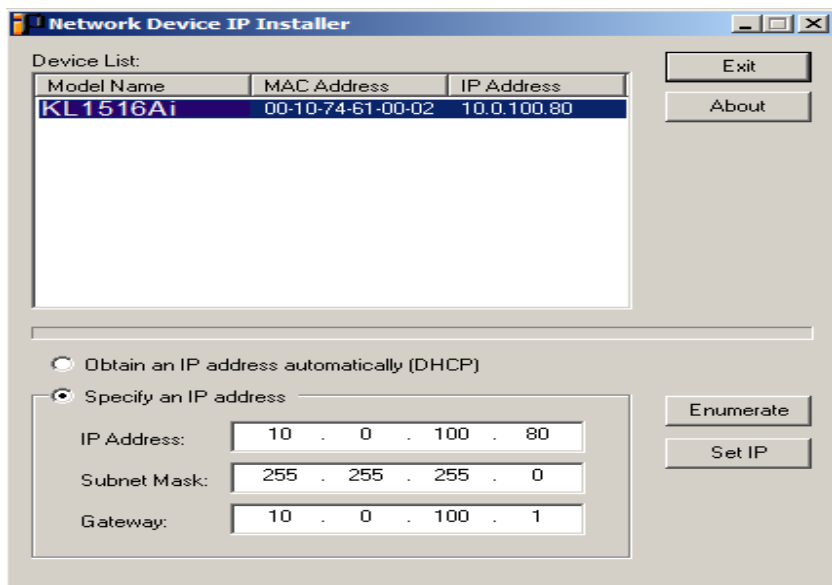 Network Device IP Installer
Device List:
Model Name MAC Address IP Address
KL1516Ai 00-10-74-61-00-02 10.0.100.80
Exit
About
Obtain an IP address automatically (DHCP)
Specify an IP address
IP Address: 10 . 0 . 100 . 80
Subnet Mask: 255 . 255 . 255 . 0
Gateway: 10 . 0 . 100 . 1
Enumerate
Set IP